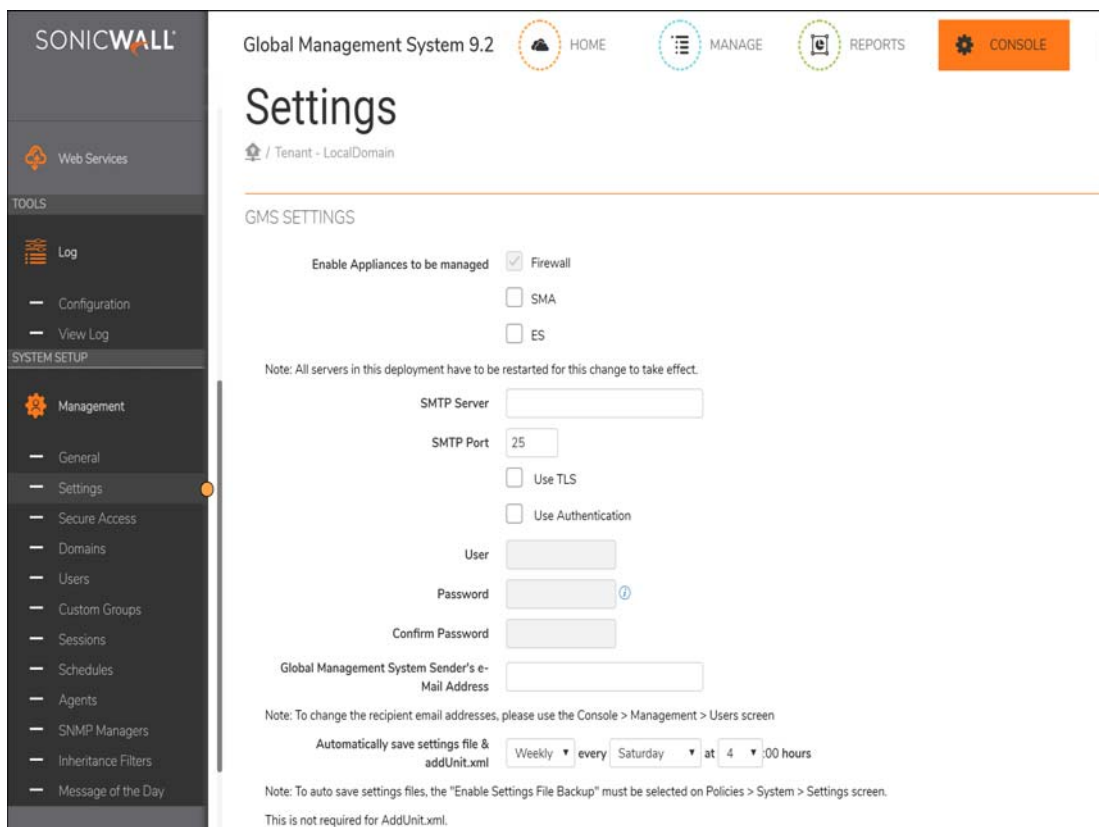 SONICWALL
Global Management System 9.2
HOME
MANAGE
REPORTS
CONSOLE
Settings
/ Tenant - LocalDomain
Web Services
TOOLS
Log
Configuration
View Log
SYSTEM SETUP
Management
General
Settings
Secure Access
Domains
Users
Custom Groups
Sessions
Schedules
Agents
SNMP Managers
Inheritance Filters
Message of the Day
GMS SETTINGS
Enable Appliances to be managed Firewall
SMA
ES
Note: All servers in this deployment have to be restarted for this change to take effect.
SMTP Server
SMTP Port 25
Use TLS
Use Authentication
User
Password
Confirm Password
Global Management System Sender's e-
Mail Address
Note: To change the recipient email addresses, please use the Console > Management > Users screen
Automatically save settings file &
addUnit.xml
Weekly every Saturday at 4 :00 hours
Note: To auto save settings files, the "Enable Settings File Backup" must be selected on Policies > System > Settings screen.
This is not required for AddUnit.xml.